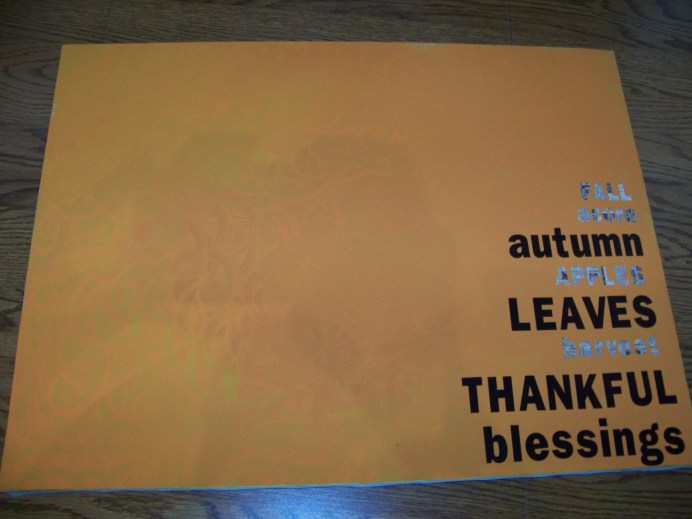 FALL
acorn
autumn
APPLES
LEAVES
harvest
THANKFUL
blessings